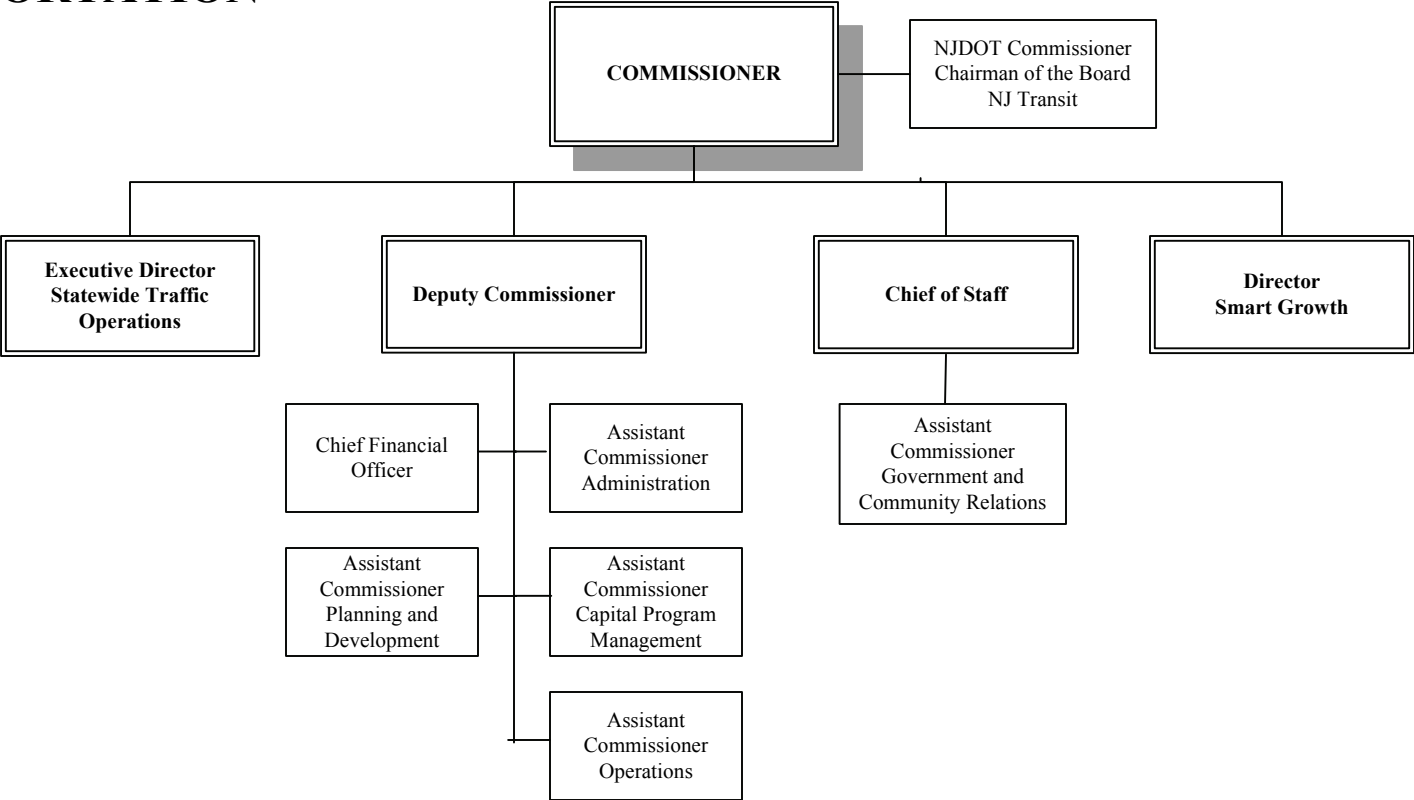 COMMISSIONER
NJDOT Commissioner
Chairman of the Board
NJ Transit
Executive Director
Statewide Traffic
Operations
Deputy Commissioner
Chief of Staff
Director
Smart Growth
Chief Financial
Officer
Assistant
Commissioner
Administration
Assistant
Commissioner
Government and
Community Relations
Assistant
Commissioner
Planning and
Development
Assistant
Commissioner
Capital Program
Management
Assistant
Commissioner
Operations